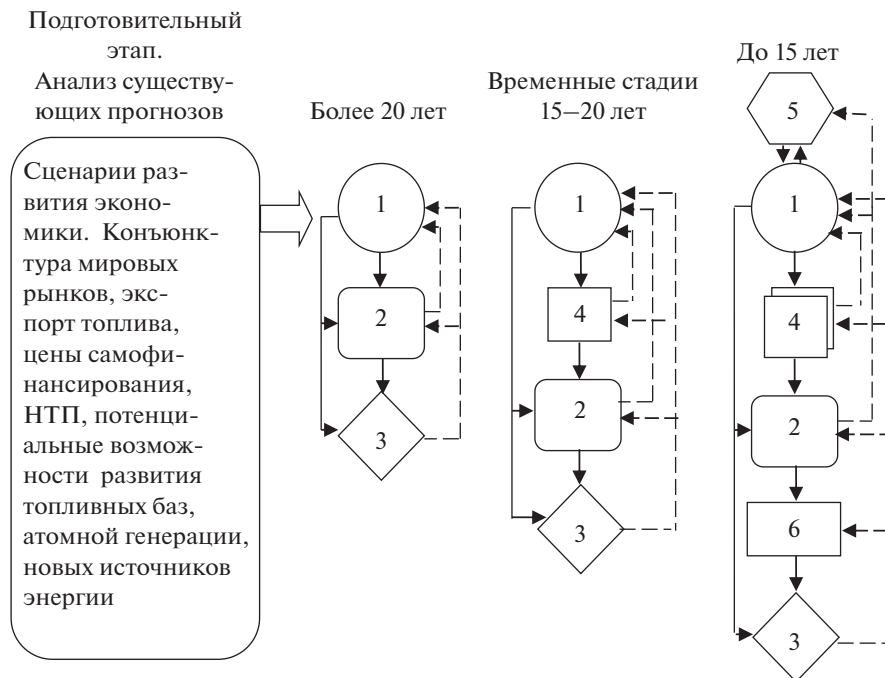 Подготовительный
этап.
Анализ существу-
ющих прогнозов
Сценарии раз-
вития эконо-
мики. Конъюнк-
тура мировых
рынков, экс-
порт топлива,
цены самофи-
нансирования,
НТП, потенци-
альные возмож-
ности развития
топливных баз,
атомной генерации,
новых источников
энергии
Более 20 лет
1
2
3
Временные стадии
15–20 лет
1
4
2
3
До 15 лет
5
1
4
2
6
3